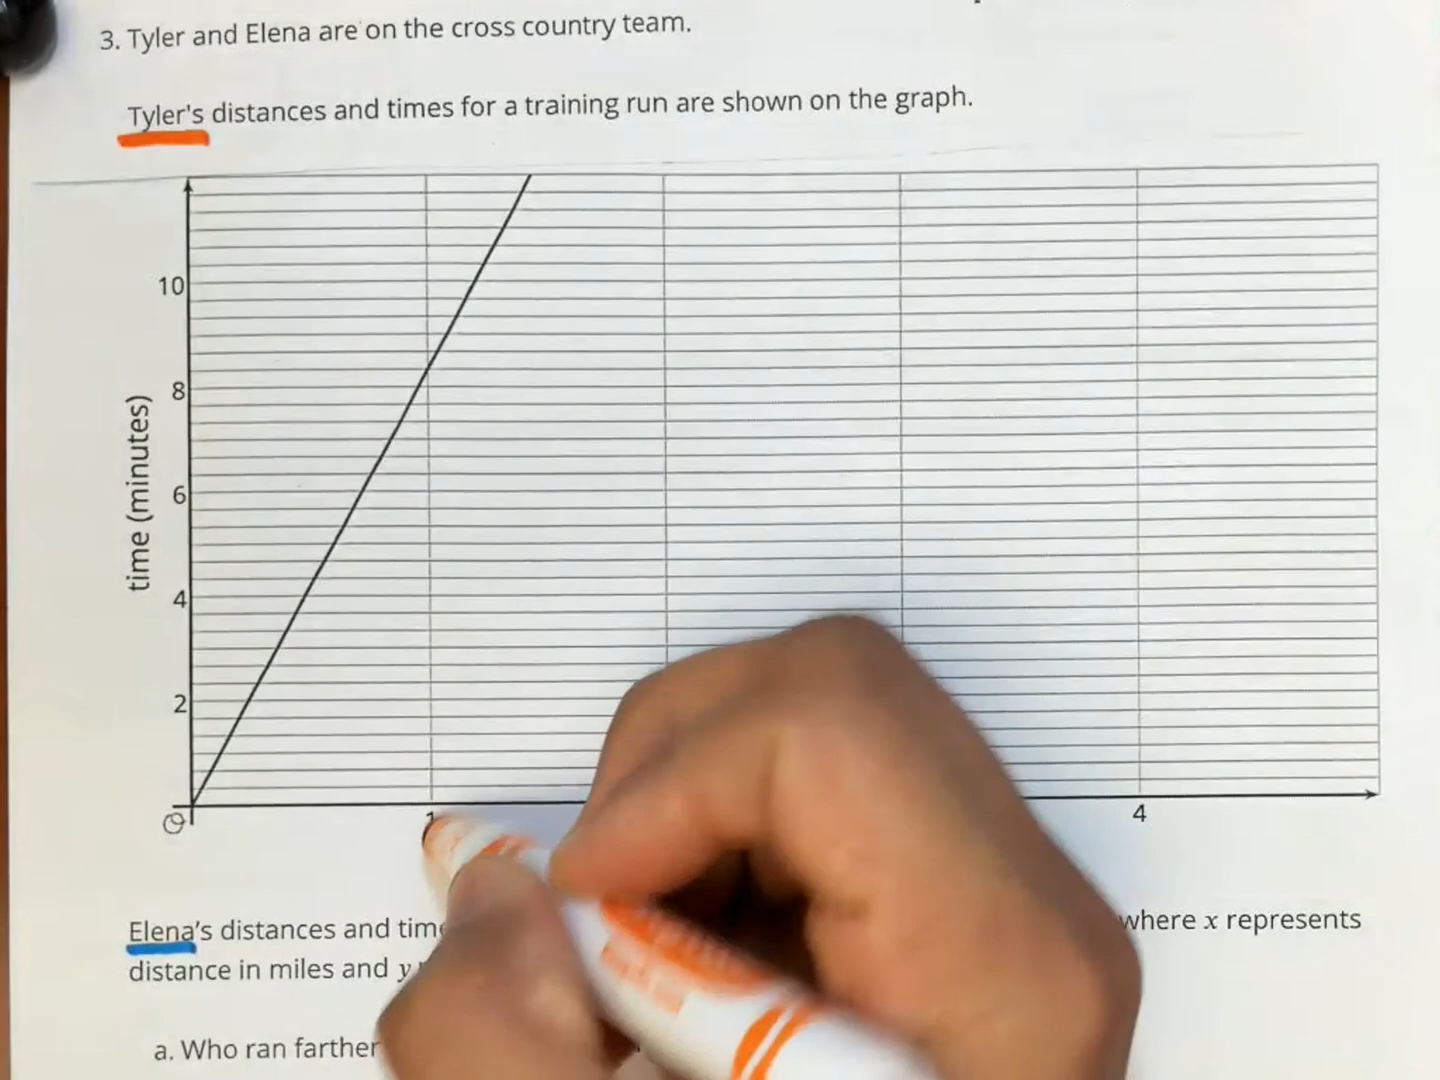 3. Tyler and Elena are on the cross country team.
Tyler's distances and times for a training run are shown on the graph.
10
8
6
4
2
time (minutes)
1
4
Elena's distances and where x represents
distance in miles and y
a. Who ran farther